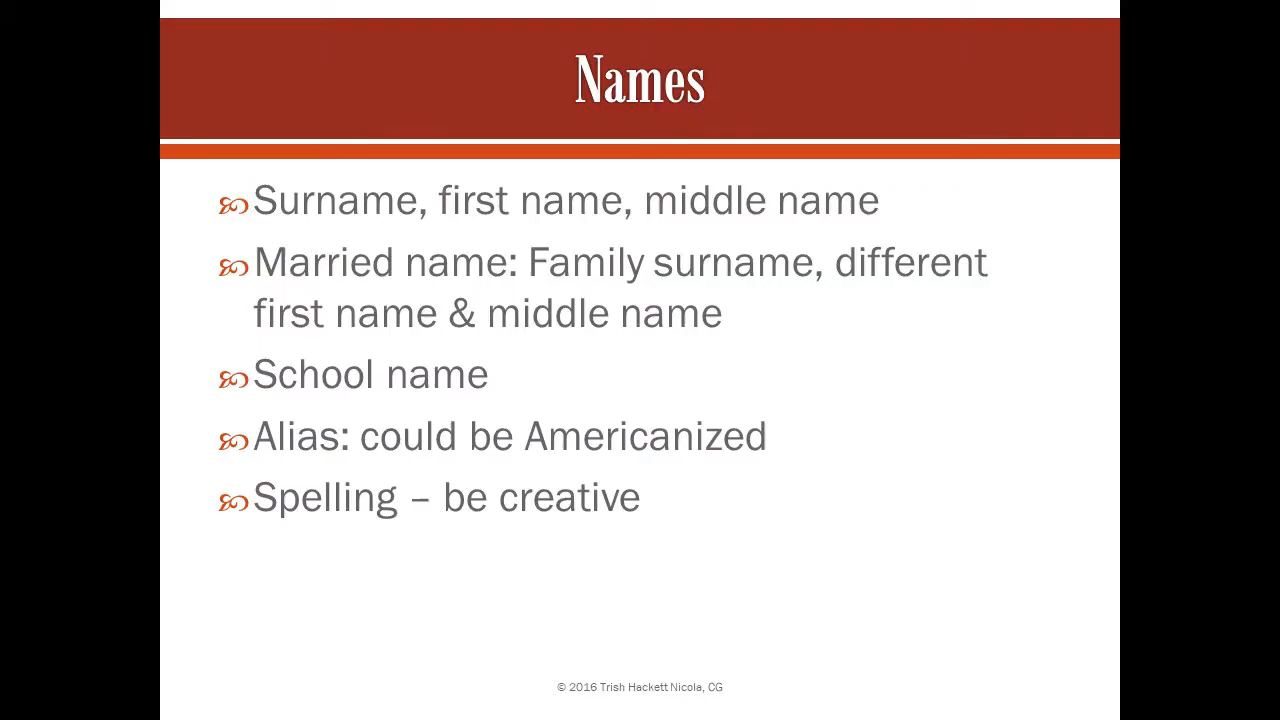 Names
Surname, first name, middle name
Married name: Family surname, different
first name & middle name
School name
Alias: could be Americanized
Spelling – be creative
© 2016 Trish Hackett Nicola, CG